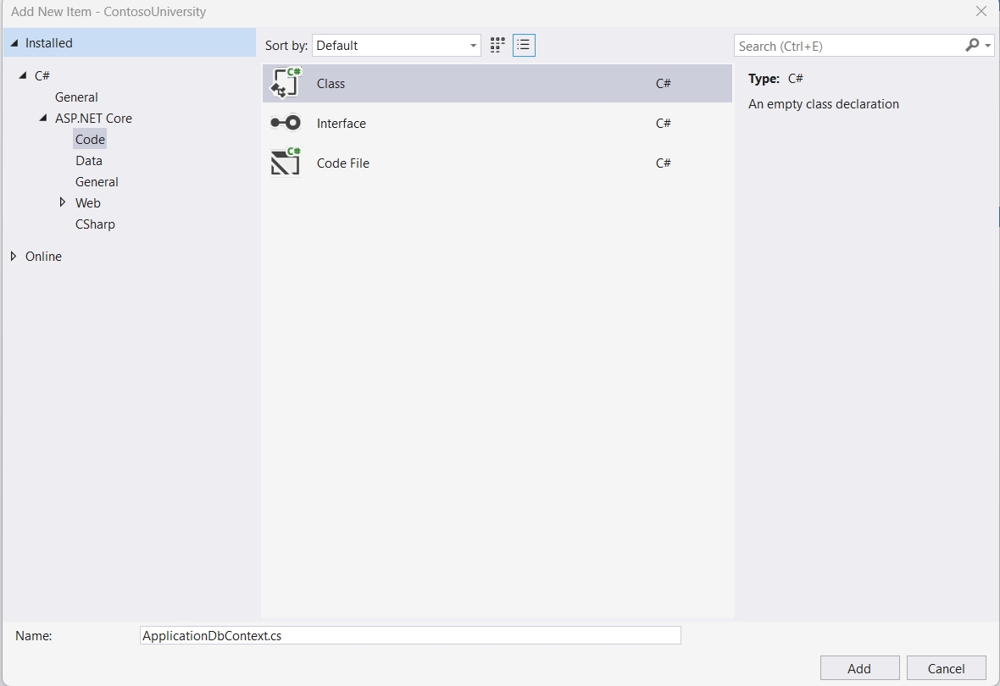 Add New Item - ContosoUniversity
Installed
Sort by: Default
Search (Ctrl+E)
C#
General
ASP.NET Core
Code
Data
General
Web
CSharp
Online
C#
Class C#
Interface C#
C#
Code File C#
Type: C#
An empty class declaration
Name: ApplicationDbContext.cs
Add Cancel